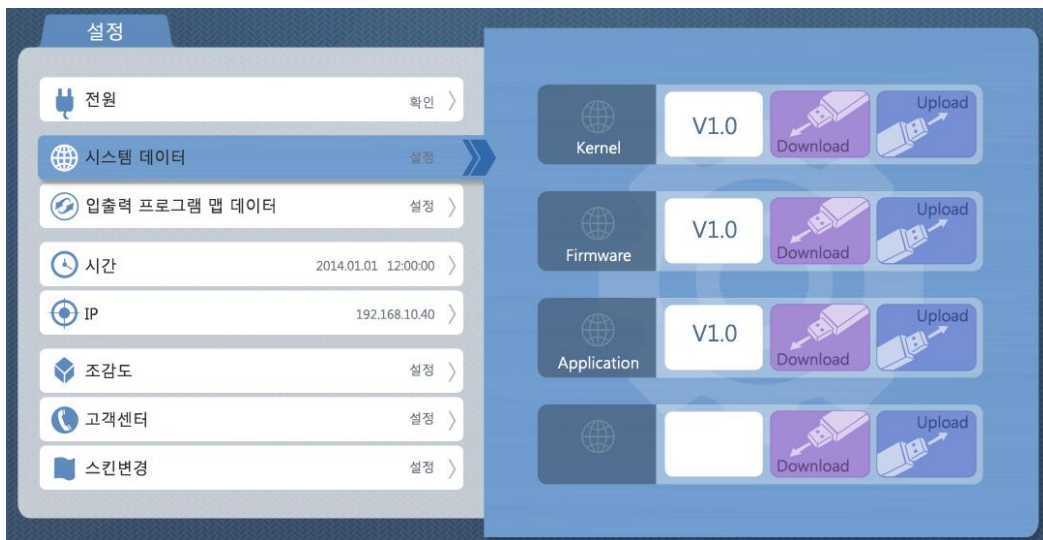 설정
전원 확인
시스템 데이터 설정
입출력 프로그램 맵 데이터 설정
시간 2014.01.01 12:00:00
IP 192.168.10.40
조감도 설정
고객센터 설정
스킨변경 설정
Kernel V1.0 Download Upload
Firmware V1.0 Download Upload
Application V1.0 Download Upload
Download Upload